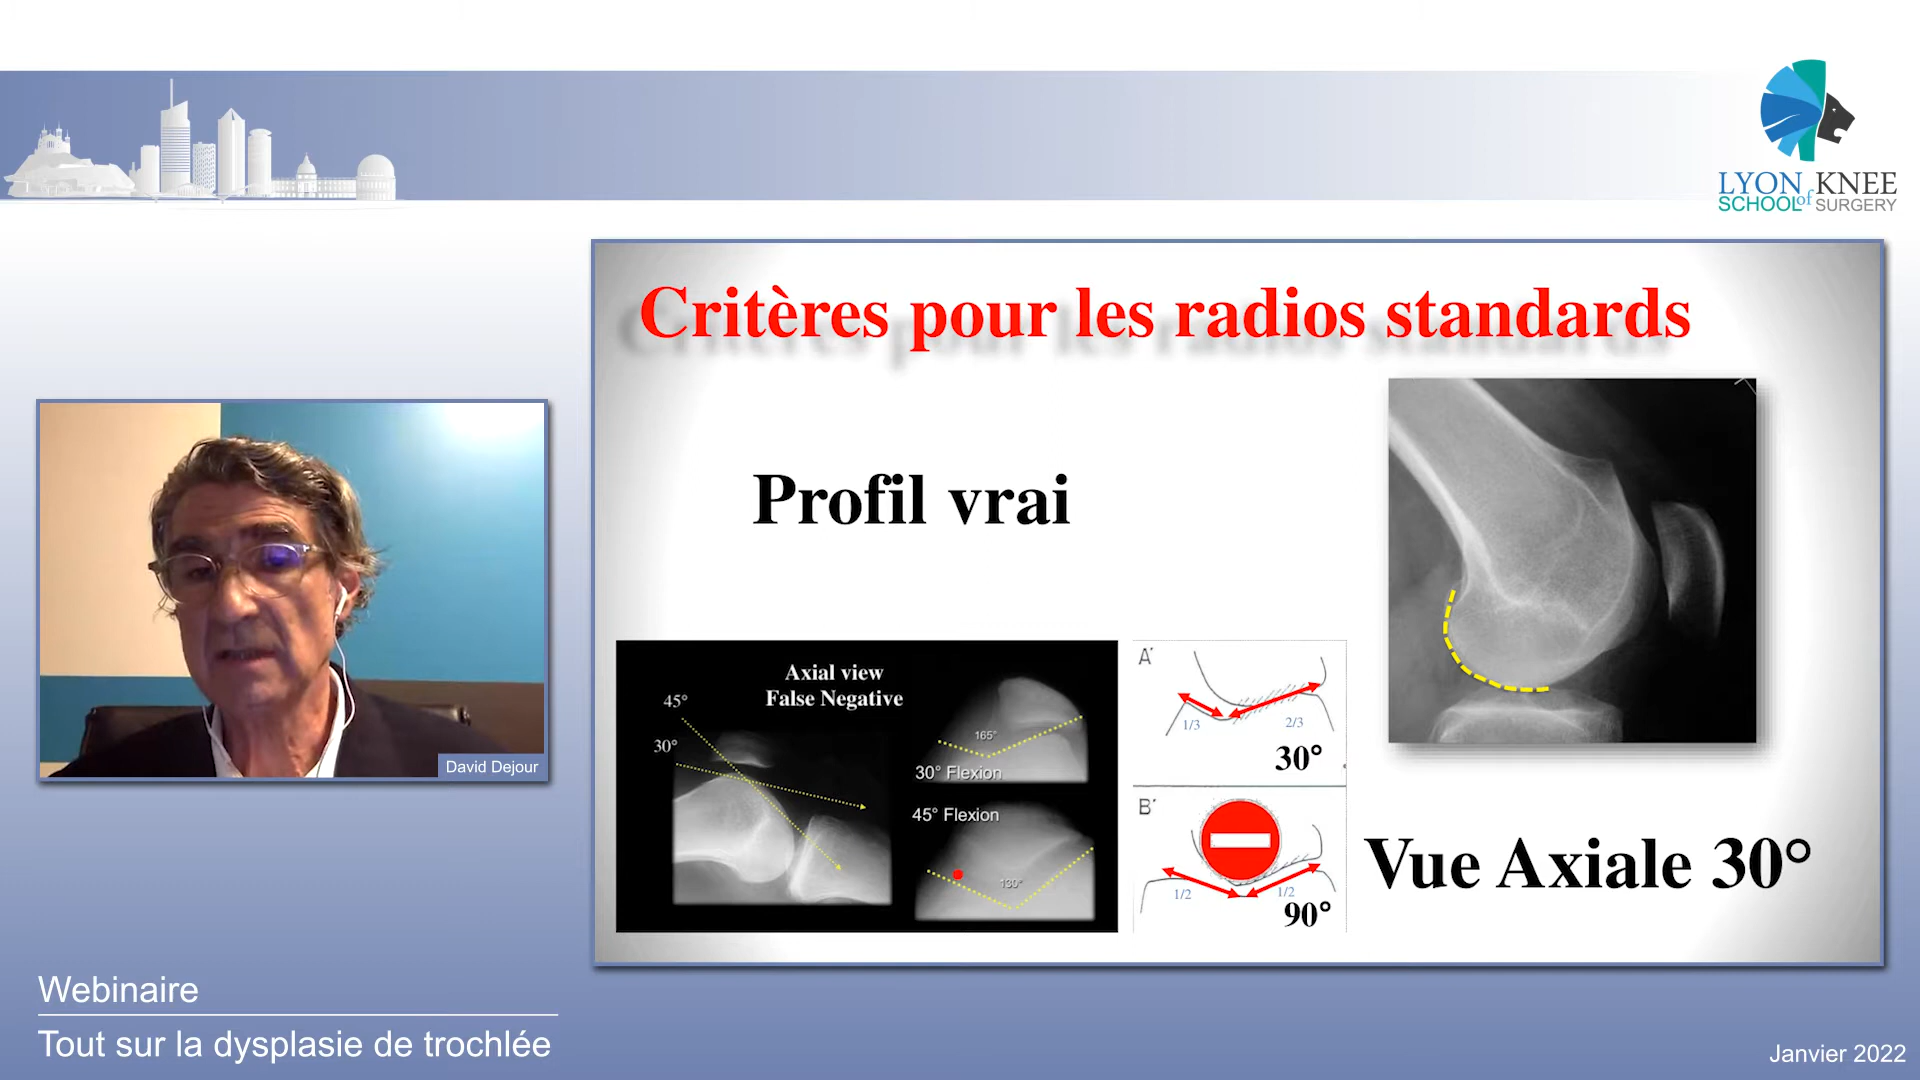 LYON KNEE
SCHOOL of SURGERY
Critères pour les radios standards
Profil vrai
Axial view
False Negative
45°
30°
165°
30° Flexion
45° Flexion
130°
A'
1/3
2/3
30°
B'
1/2
1/2
90°
Vue Axiale 30°
David Dejour
Webinaire
Tout sur la dysplasie de trochlée
Janvier 2022